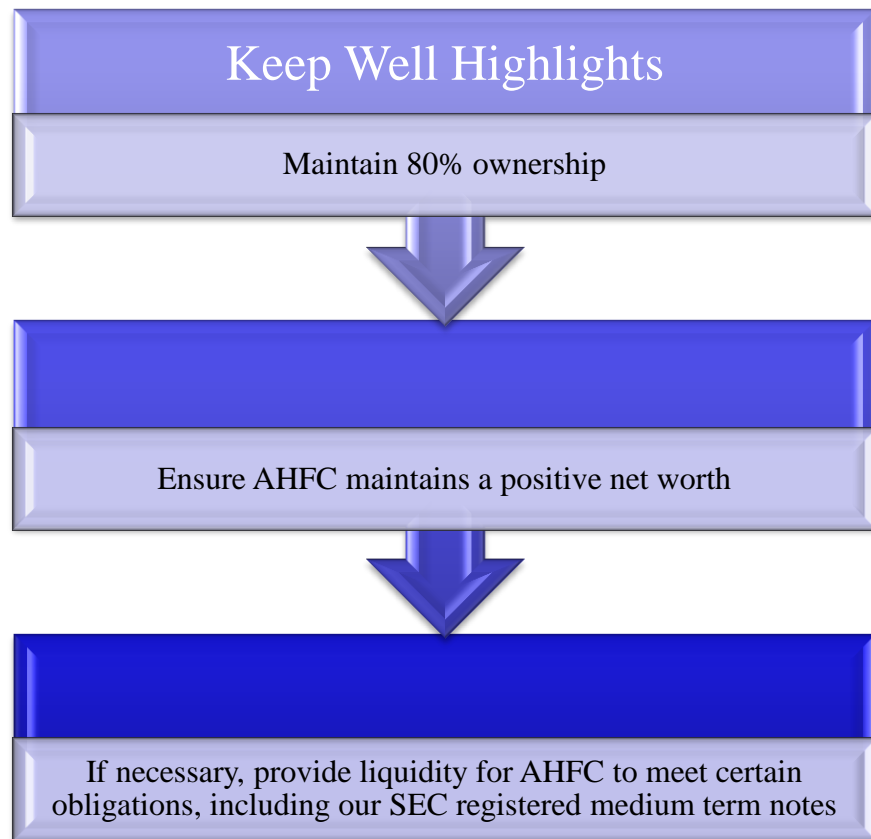 Keep Well Highlights
Maintain 80% ownership
Ensure AHFC maintains a positive net worth
If necessary, provide liquidity for AHFC to meet certain
obligations, including our SEC registered medium term notes